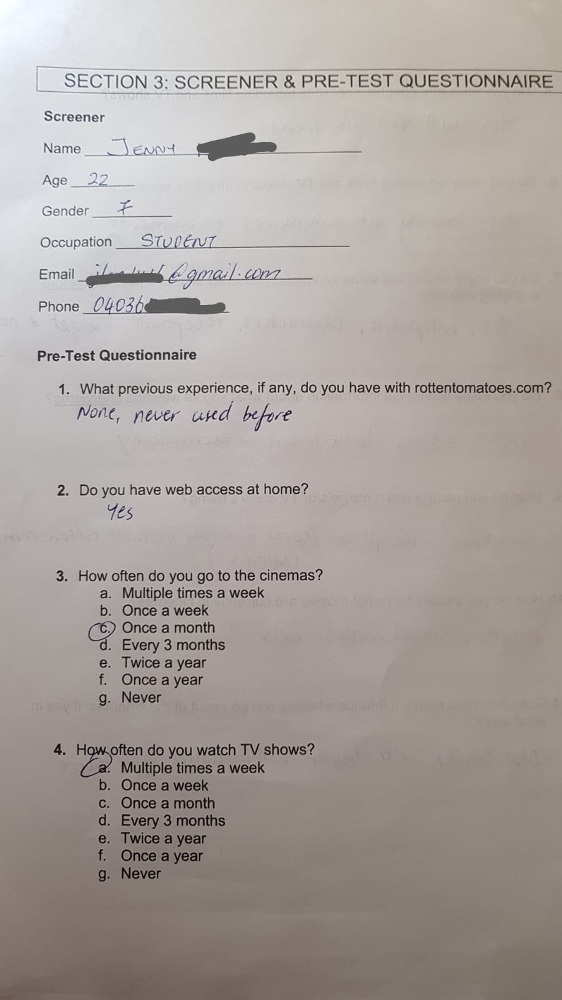 SECTION 3: SCREENER & PRE-TEST QUESTIONNAIRE
Screener
Name JENNY
Age 22
Gender F
Occupation STUDENT
Email @gmail.com
Phone 04036
Pre-Test Questionnaire
1. What previous experience, if any, do you have with rottentomatoes.com?
None, never used before
2. Do you have web access at home?
Yes
3. How often do you go to the cinemas?
a. Multiple times a week
b. Once a week
c. Once a month
d. Every 3 months
e. Twice a year
f. Once a year
g. Never
4. How often do you watch TV shows?
a. Multiple times a week
b. Once a week
c. Once a month
d. Every 3 months
e. Twice a year
f. Once a year
g. Never